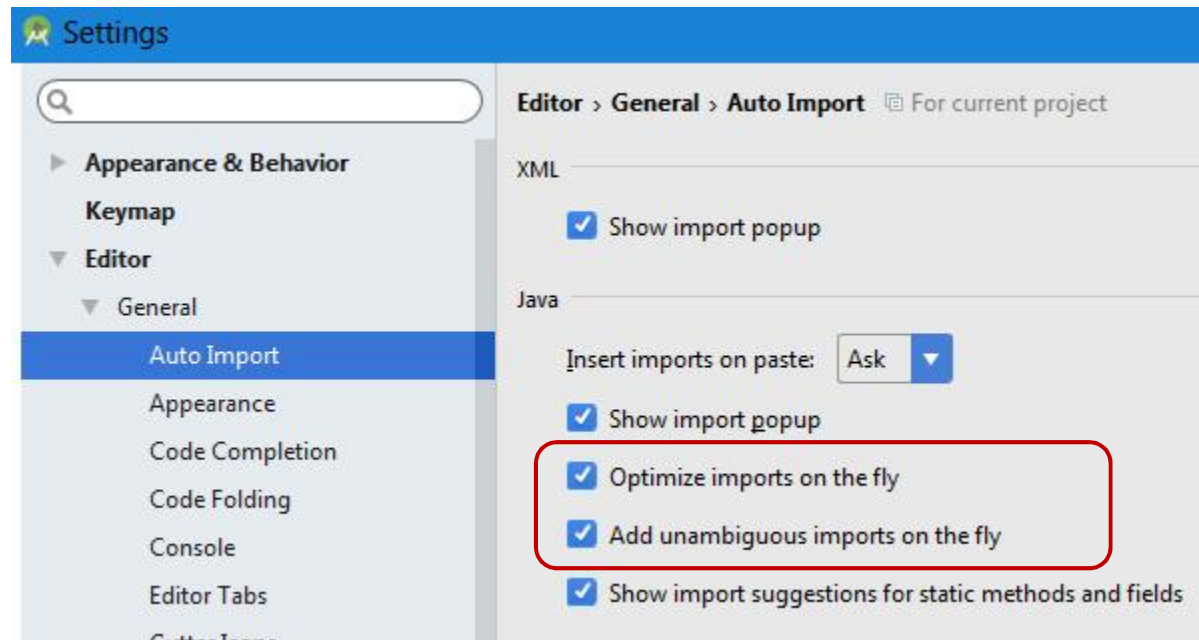 Settings
Appearance & Behavior
Keymap
Editor
General
Auto Import
Appearance
Code Completion
Code Folding
Console
Editor Tabs
Editor › General › Auto Import For current project
XML
Show import popup
Java
Insert imports on paste: Ask
Show import popup
Optimize imports on the fly
Add unambiguous imports on the fly
Show import suggestions for static methods and fields